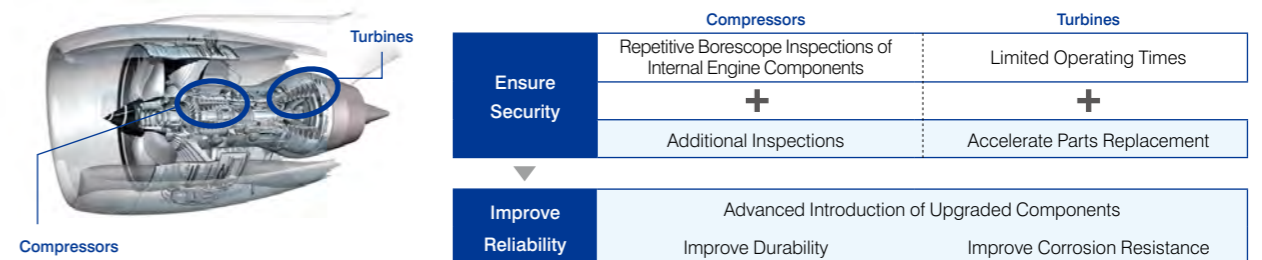 Turbines
Compressors
Compressors
Turbines
Ensure
Security
Repetitive Borescope Inspections of
Internal Engine Components
Limited Operating Times
+
+
Additional Inspections
Accelerate Parts Replacement
Improve
Reliability
Advanced Introduction of Upgraded Components
Improve Durability
Improve Corrosion Resistance